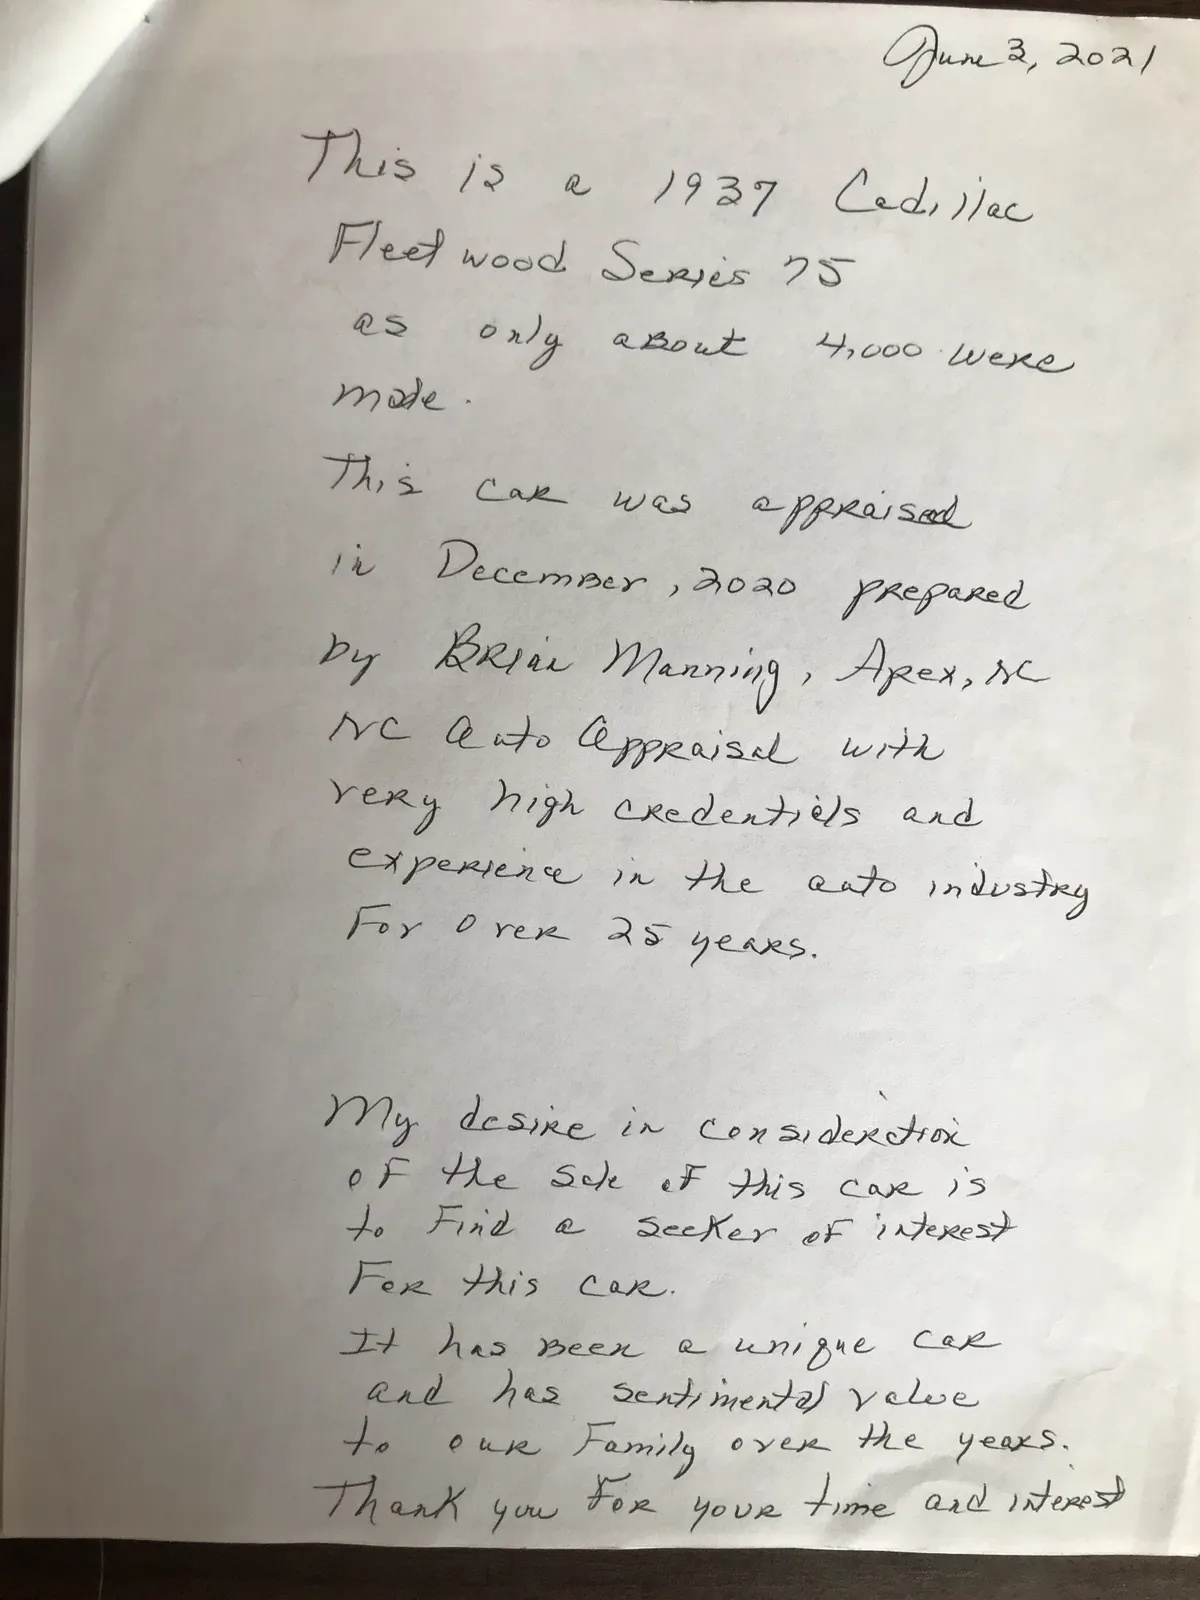 June 3, 2021
This is a 1937 Cadillac
Fleetwood Series 75
as only about 4,000 were
made.
This car was appraised
in December, 2020 prepared
by Brian Manning, Apex, NC
NC Auto Appraisal with
very high credentials and
experience in the auto industry
For over 25 years.
My desire in consideration
of the sale of this car is
to Find a seeker of interest
For this car.
It has been a unique car
and has sentimental value
to our Family over the years.
Thank you For your time and interest